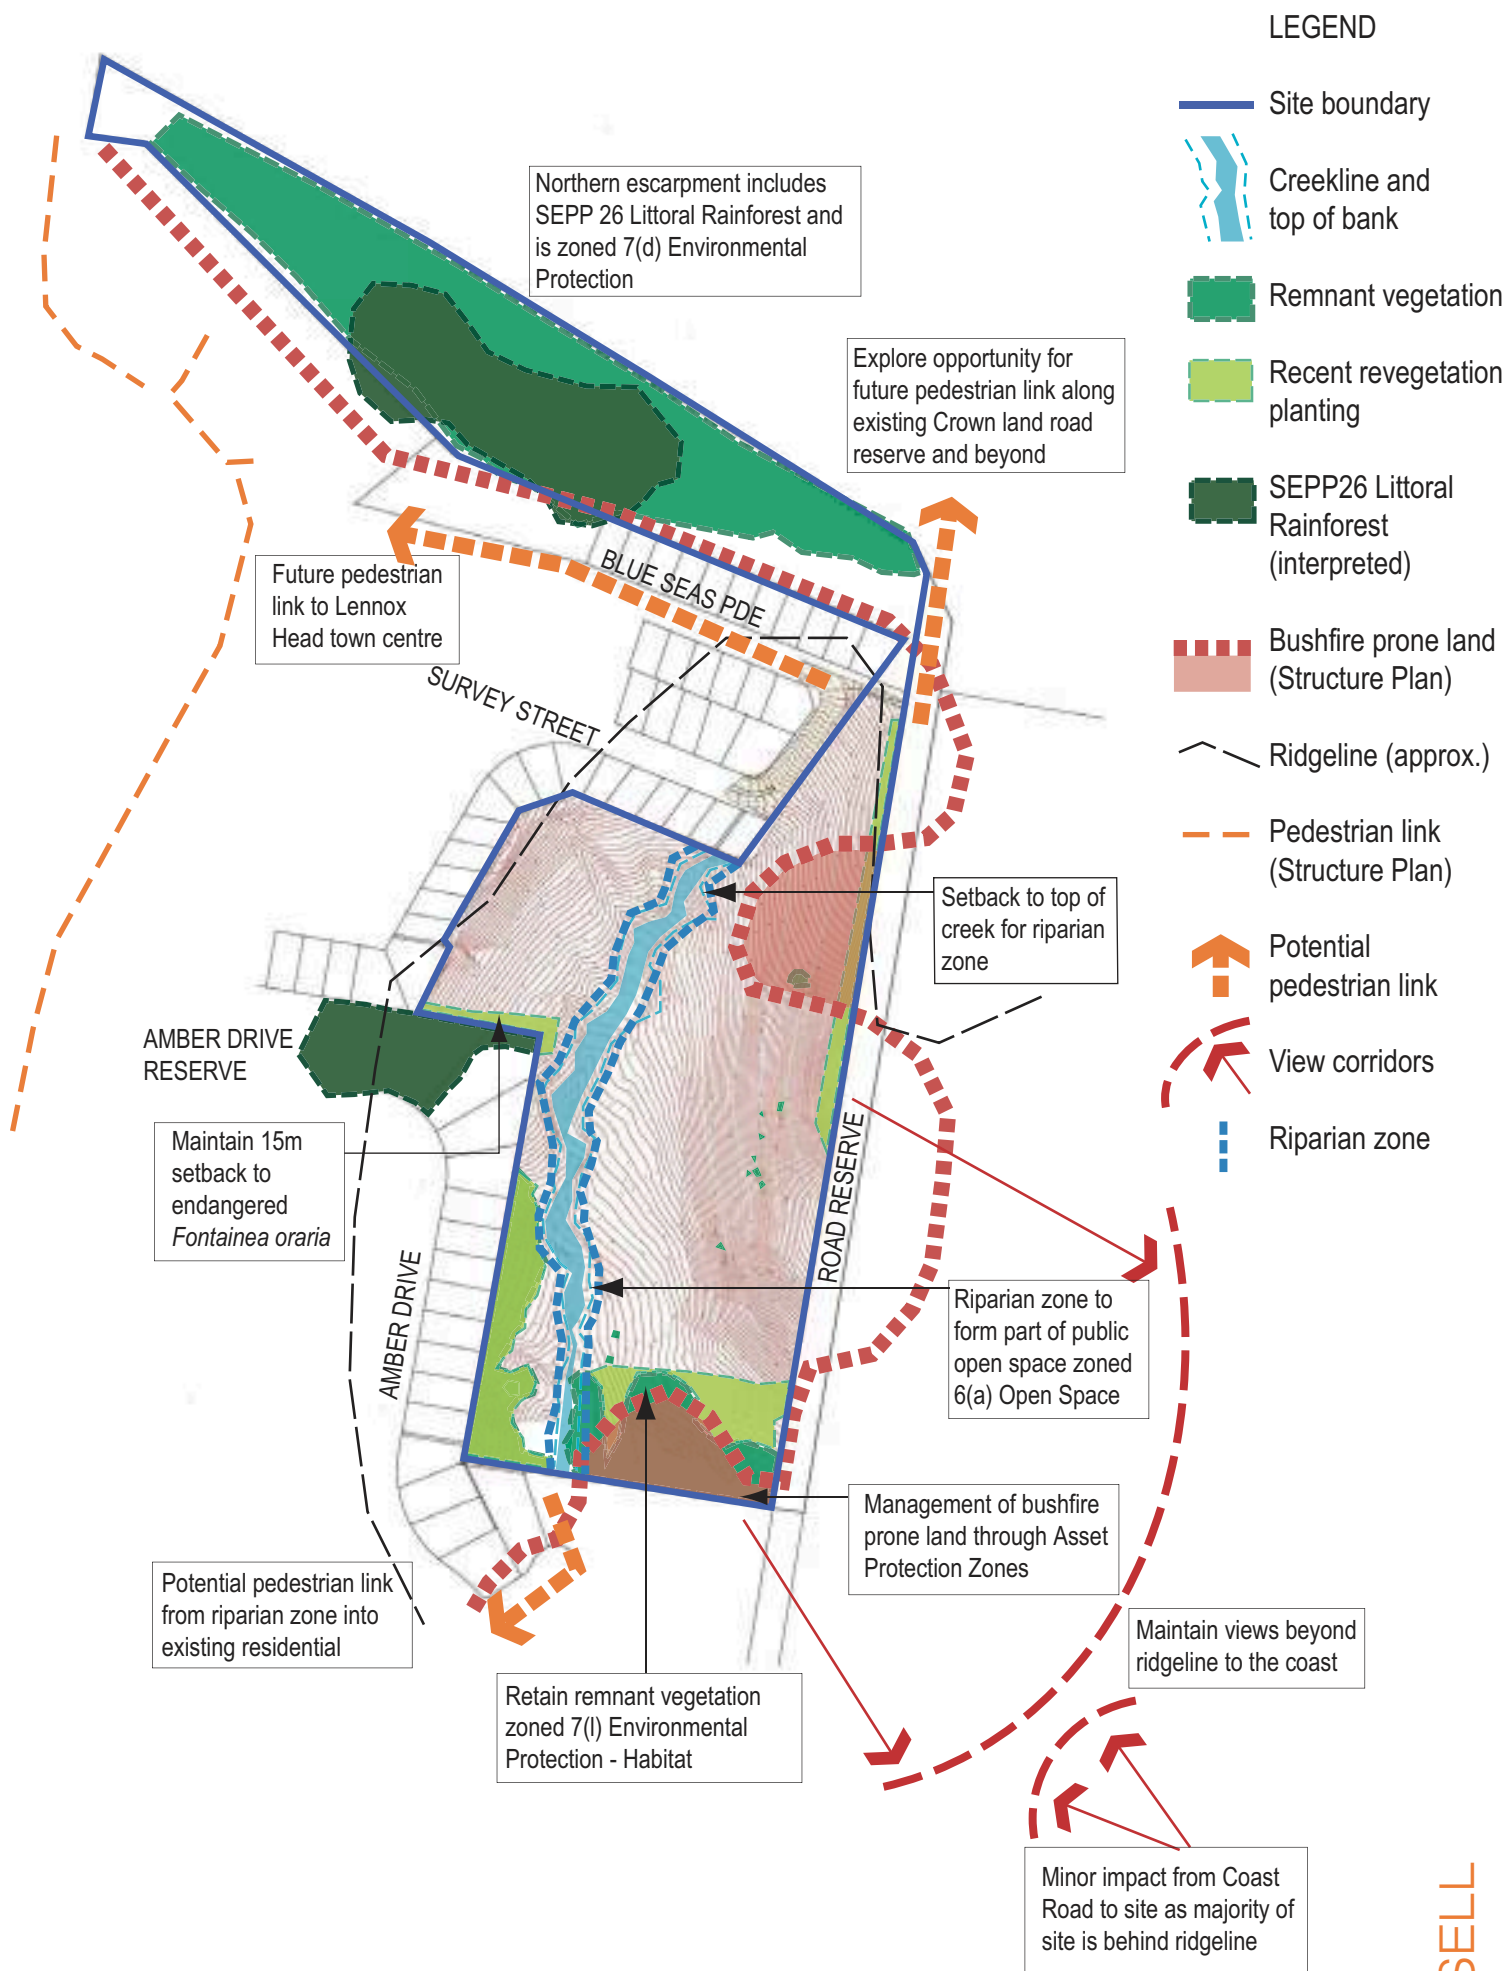 LEGEND
Site boundary
Creekline and
top of bank
Remnant vegetation
Recent revegetation
planting
SEPP26 Littoral
Rainforest
(interpreted)
Bushfire prone land
(Structure Plan)
Ridgeline (approx.)
Pedestrian link
(Structure Plan)
Potential
pedestrian link
View corridors
Riparian zone
Northern escarpment includes
SEPP 26 Littoral Rainforest and
is zoned 7(d) Environmental
Protection
Explore opportunity for
future pedestrian link along
existing Crown land road
reserve and beyond
Future pedestrian
link to Lennox
Head town centre
BLUE SEAS PDE
SURVEY STREET
Setback to top of
creek for riparian
zone
AMBER DRIVE
RESERVE
Maintain 15m
setback to
endangered
Fontainea oraria
ROAD RESERVE
AMBER DRIVE
Riparian zone to
form part of public
open space zoned
6(a) Open Space
Management of bushfire
prone land through Asset
Protection Zones
Potential pedestrian link
from riparian zone into
existing residential
Maintain views beyond
ridgeline to the coast
Retain remnant vegetation
zoned 7(l) Environmental
Protection - Habitat
Minor impact from Coast
Road to site as majority of
site is behind ridgeline
SELL